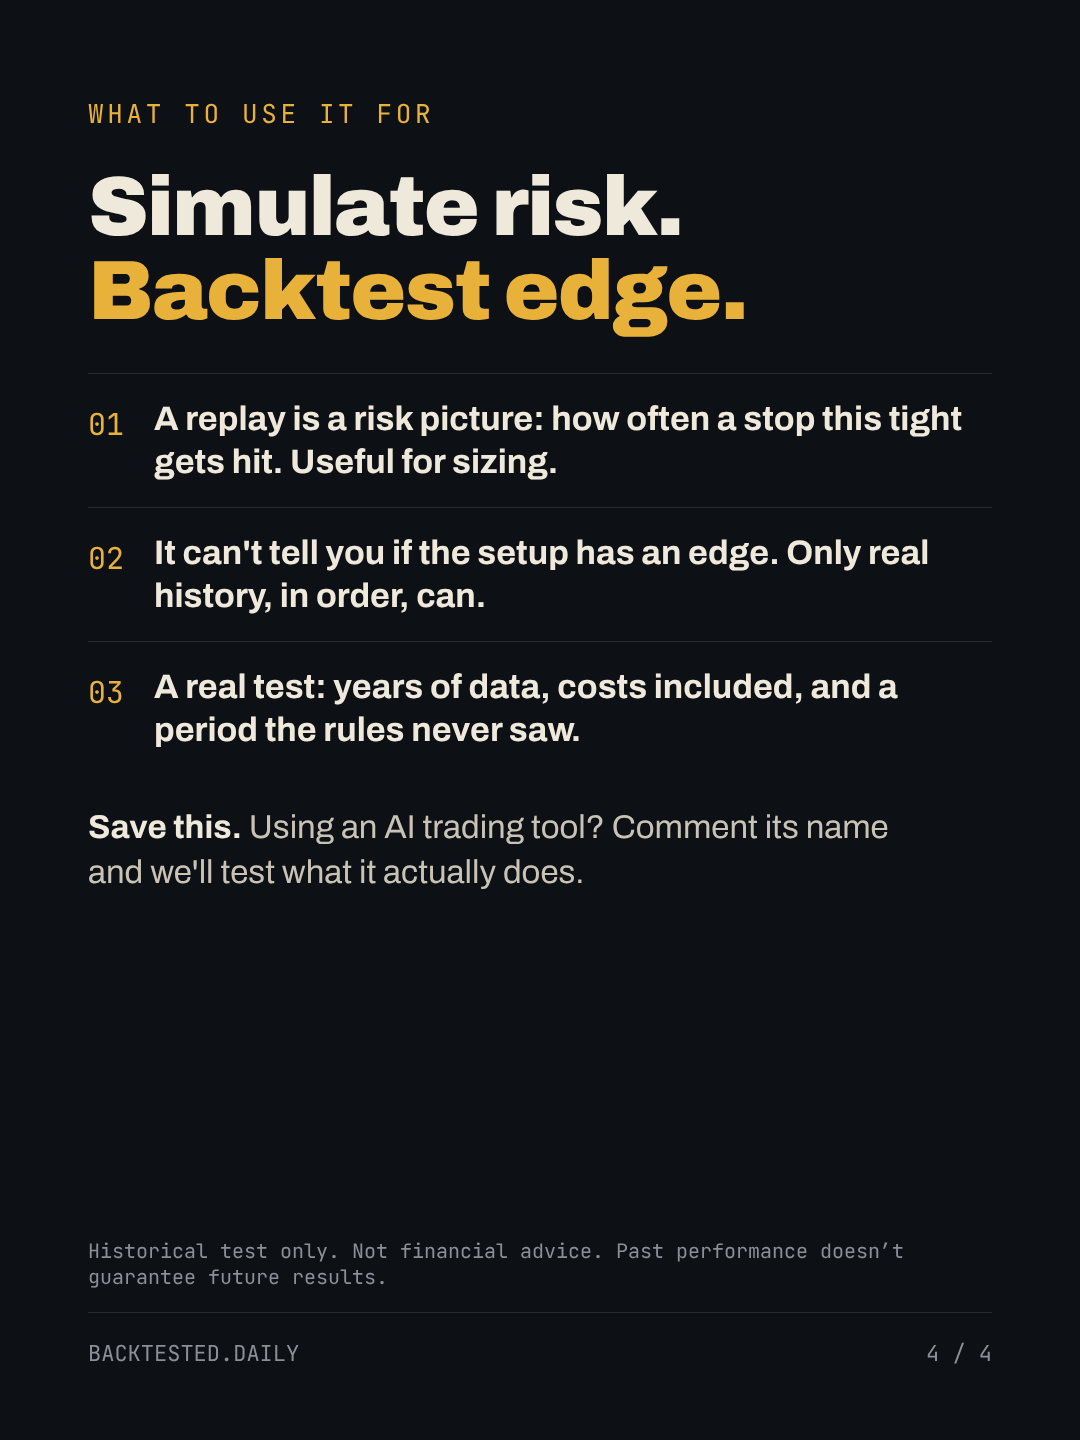 WHAT TO USE IT FOR
Simulate risk.
Backtest edge.
01 A replay is a risk picture: how often a stop this tight
gets hit. Useful for sizing.
02 It can't tell you if the setup has an edge. Only real
history, in order, can.
03 A real test: years of data, costs included, and a
period the rules never saw.
Save this. Using an AI trading tool? Comment its name
and we'll test what it actually does.
Historical test only. Not financial advice. Past performance doesn’t
guarantee future results.
BACKTESTED.DAILY 4 / 4